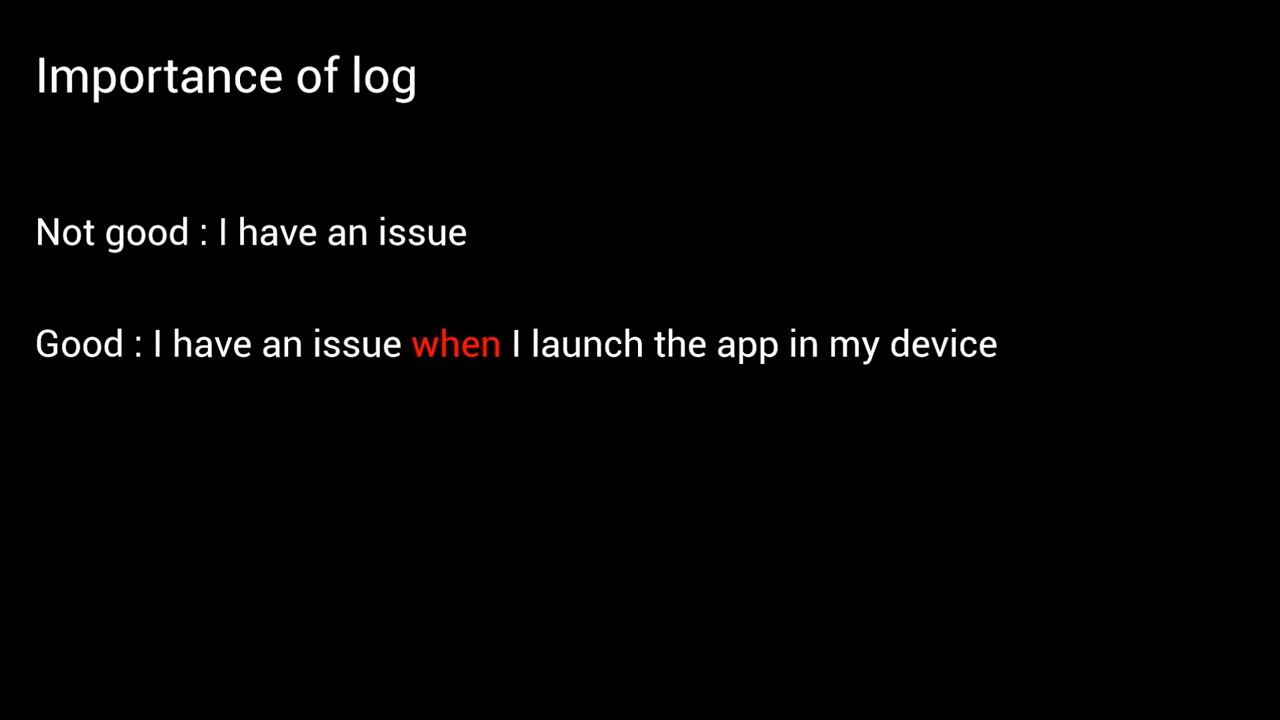 Importance of log
Not good : I have an issue
Good : I have an issue when I launch the app in my device